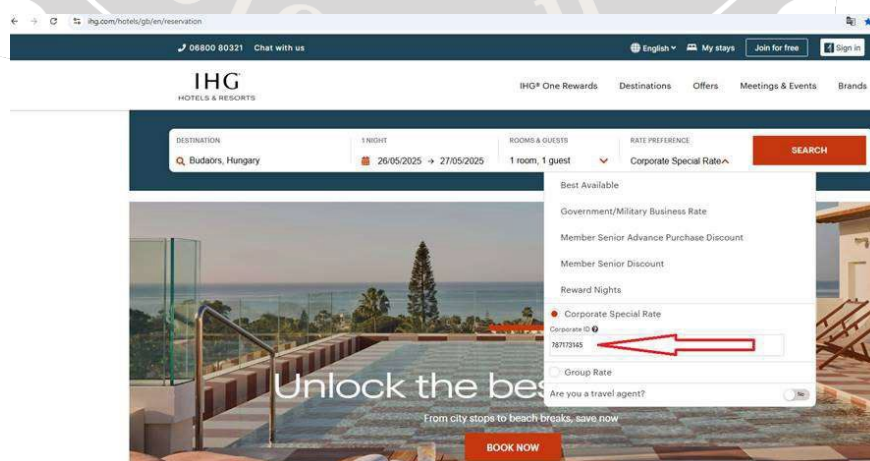 ihg.com/hotels/gb/en/reservation
06800 80321 Chat with us English My stays Join for free Sign in
IHG
HOTELS & RESORTS
IHG® One Rewards Destinations Offers Meetings & Events Brands
DESTINATION 1 NIGHT ROOMS & GUESTS RATE PREFERENCE
Budaörs, Hungary 26/05/2025 → 27/05/2025 1 room, 1 guest Corporate Special Rate
SEARCH
Best Available
Government/Military Business Rate
Member Senior Advance Purchase Discount
Member Senior Discount
Reward Nights
Corporate Special Rate
Corporate ID
787173145
Group Rate
Are you a travel agent? No
Unlock the bes
From city stops to beach breaks, save now
BOOK NOW